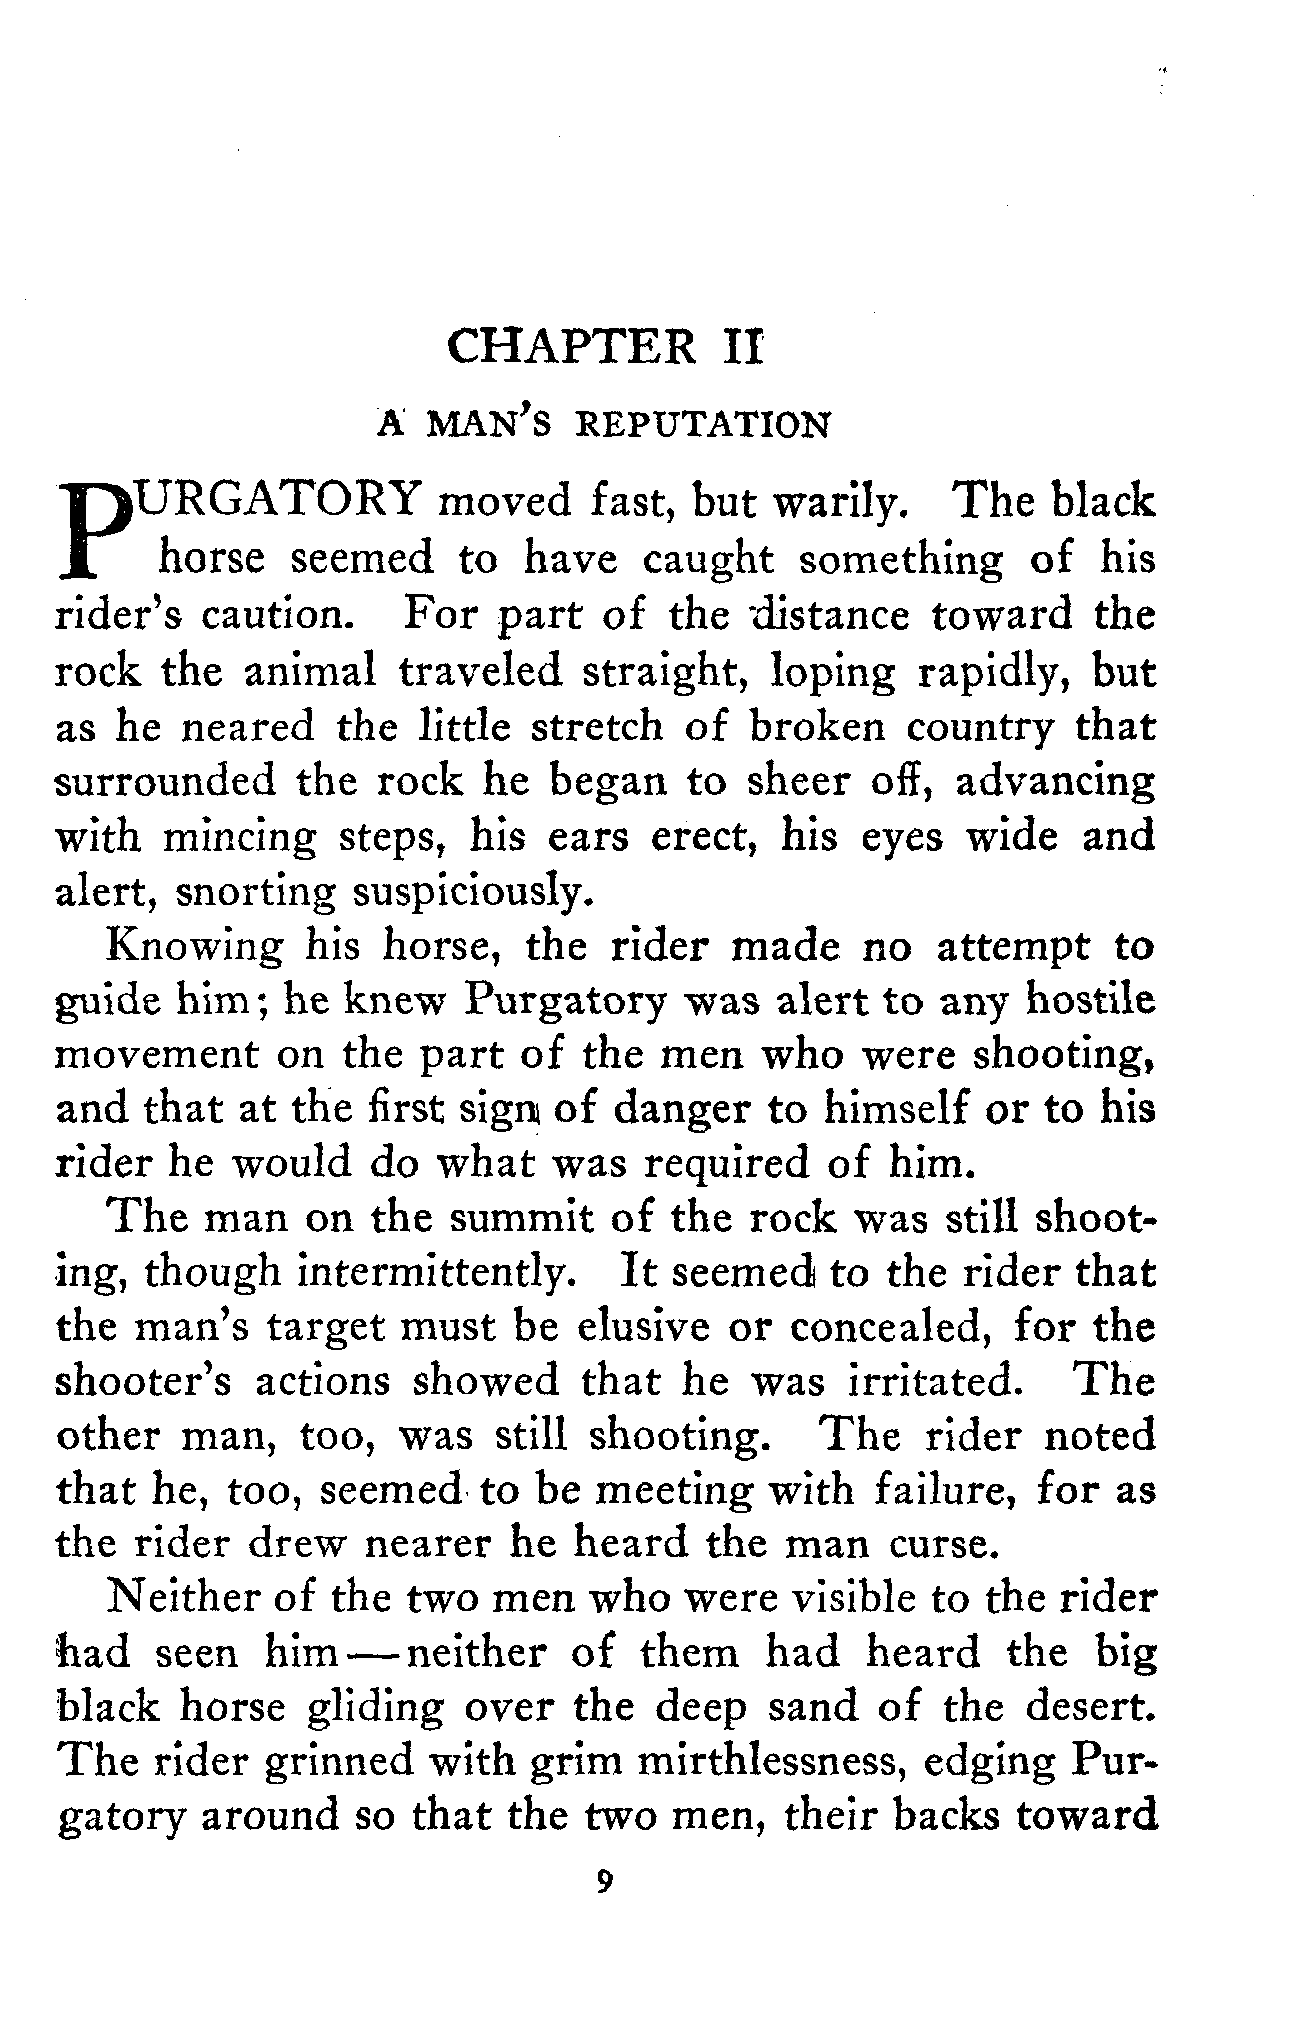 CHAPTER II
A MAN'S REPUTATION
PURGATORY moved fast, but warily. The black
horse seemed to have caught something of his
rider's caution. For part of the distance toward the
rock the animal traveled straight, loping rapidly, but
as he neared the little stretch of broken country that
surrounded the rock he began to sheer off, advancing
with mincing steps, his ears erect, his eyes wide and
alert, snorting suspiciously.
Knowing his horse, the rider made no attempt to
guide him; he knew Purgatory was alert to any hostile
movement on the part of the men who were shooting,
and that at the first sign of danger to himself or to his
rider he would do what was required of him.
The man on the summit of the rock was still shoot-
ing, though intermittently. It seemed to the rider that
the man's target must be elusive or concealed, for the
shooter's actions showed that he was irritated. The
other man, too, was still shooting. The rider noted
that he, too, seemed to be meeting with failure, for as
the rider drew nearer he heard the man curse.
Neither of the two men who were visible to the rider
had seen him—neither of them had heard the big
black horse gliding over the deep sand of the desert.
The rider grinned with grim mirthlessness, edging Pur-
gatory around so that the two men, their backs toward
9